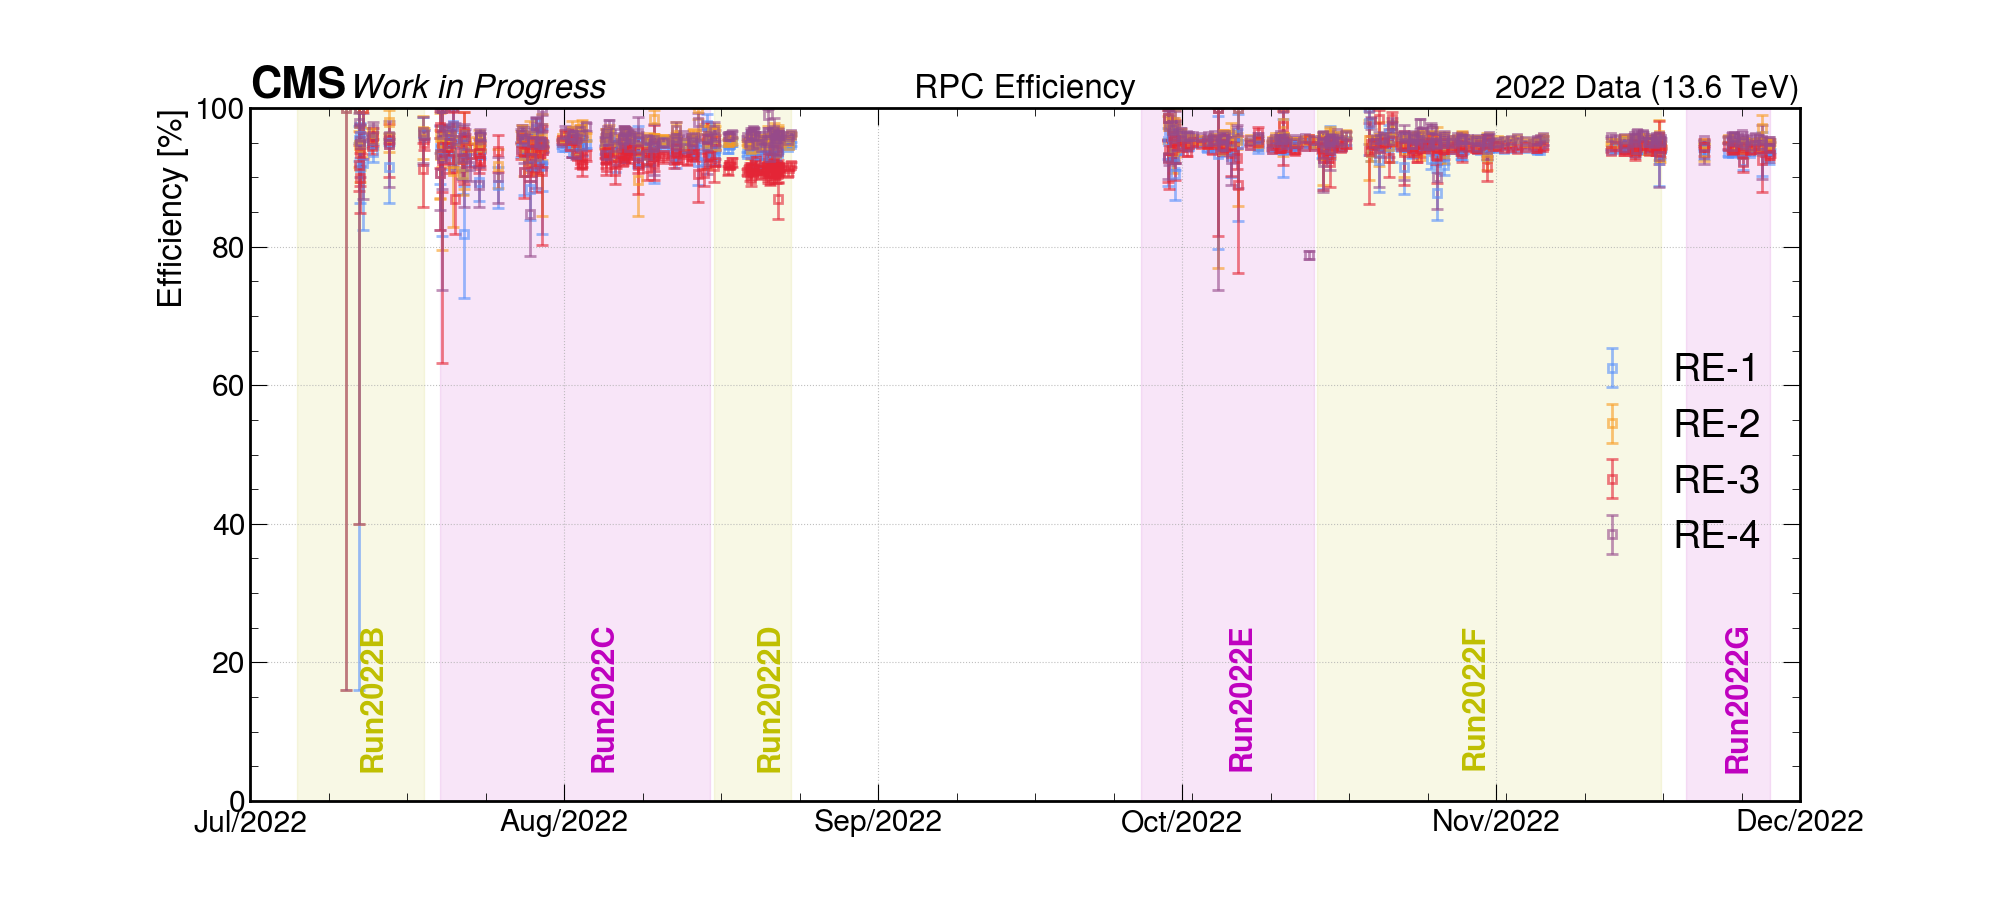 CMS Work in Progress RPC Efficiency 2022 Data (13.6 TeV)
Efficiency [%]
100
80
60
40
20
0
RE-1
RE-2
RE-3
RE-4
Run2022B
Run2022C
Run2022D
Run2022E
Run2022F
Run2022G
Jul/2022 Aug/2022 Sep/2022 Oct/2022 Nov/2022 Dec/2022